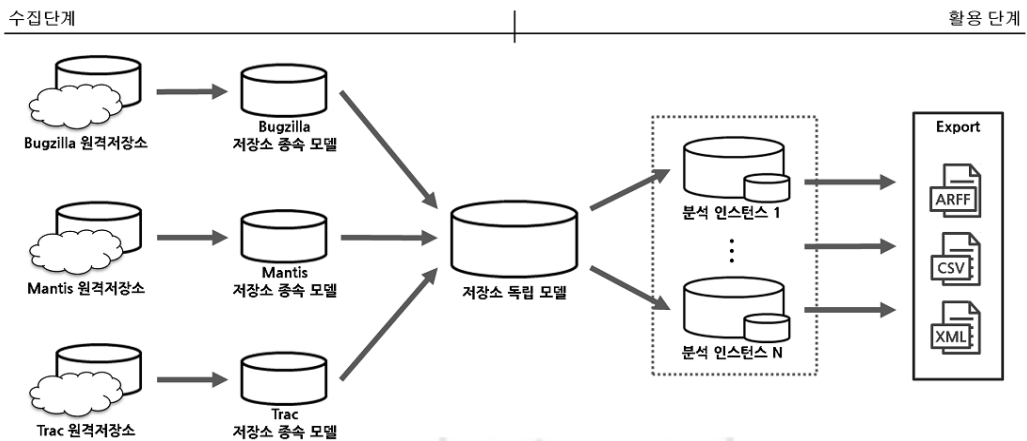 수집단계
활용 단계
Bugzilla 원격저장소
Bugzilla
저장소 종속 모델
Mantis 원격저장소
Mantis
저장소 종속 모델
Trac 원격저장소
Trac
저장소 종속 모델
저장소 독립 모델
분석 인스턴스 1
분석 인스턴스 N
Export
ARFF
CSV
XML